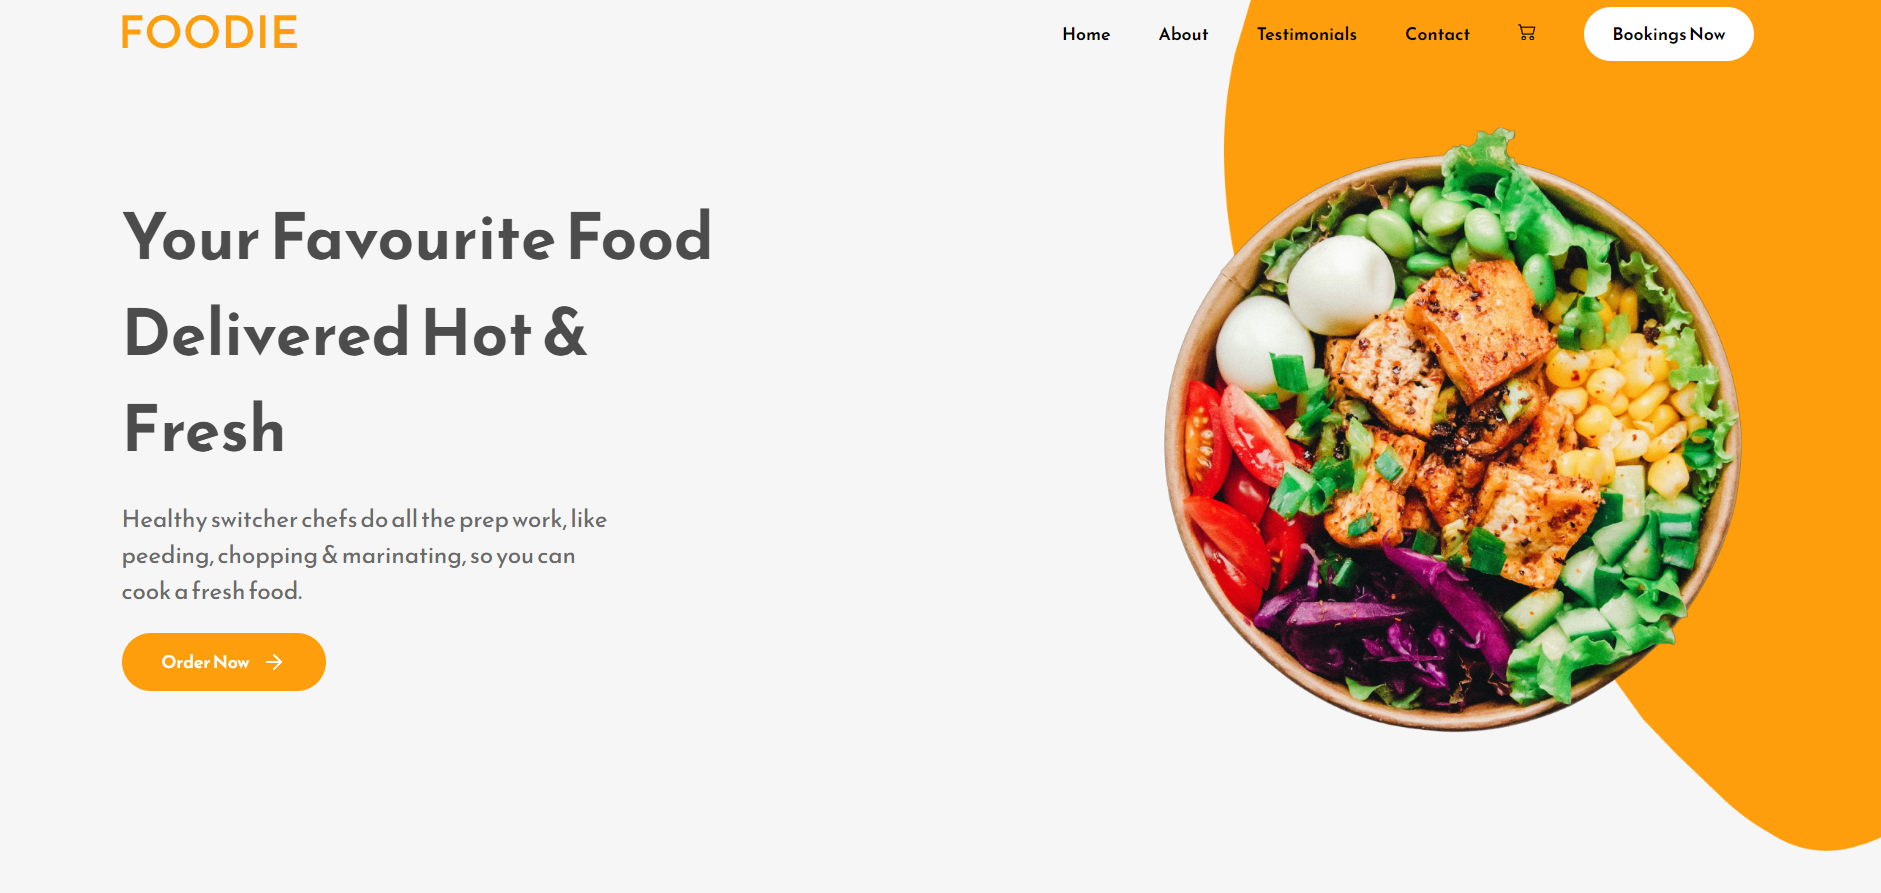 FOODIE
Home About Testimonials Contact Bookings Now
Your Favourite Food
Delivered Hot &
Fresh
Healthy switcher chefs do all the prep work, like
peeding, chopping & marinating, so you can
cook a fresh food.
Order Now